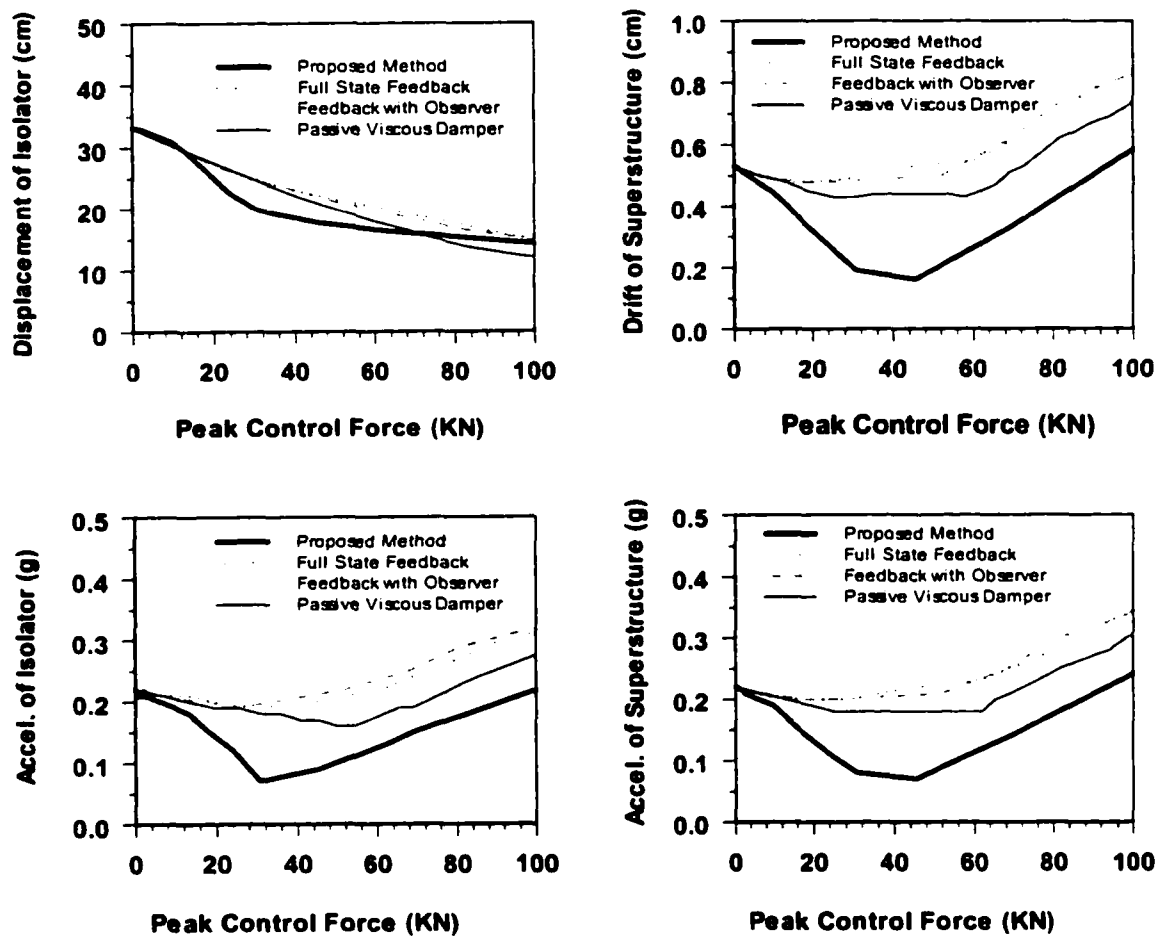 Displacement of Isolator (cm)
50
40
30
20
10
0
Proposed Method
Full State Feedback
Feedback with Observer
Passive Viscous Damper
0 20 40 60 80 100
Peak Control Force (KN)
Drift of Superstructure (cm)
1.0
0.8
0.6
0.4
0.2
0.0
Proposed Method
Full State Feedback
Feedback with Observer
Passive Viscous Damper
0 20 40 60 80 100
Peak Control Force (KN)
Accel. of Isolator (g)
0.5
0.4
0.3
0.2
0.1
0.0
Proposed Method
Full State Feedback
Feedback with Observer
Passive Viscous Damper
0 20 40 60 80 100
Peak Control Force (KN)
Accel. of Superstructure (g)
0.5
0.4
0.3
0.2
0.1
0.0
Proposed Method
Full State Feedback
Feedback with Observer
Passive Viscous Damper
0 20 40 60 80 100
Peak Control Force (KN)